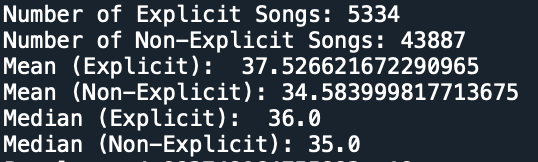 Number of Explicit Songs: 5334
Number of Non-Explicit Songs: 43887
Mean (Explicit):  37.526621672290965
Mean (Non-Explicit): 34.583999817713675
Median (Explicit):  36.0
Median (Non-Explicit): 35.0